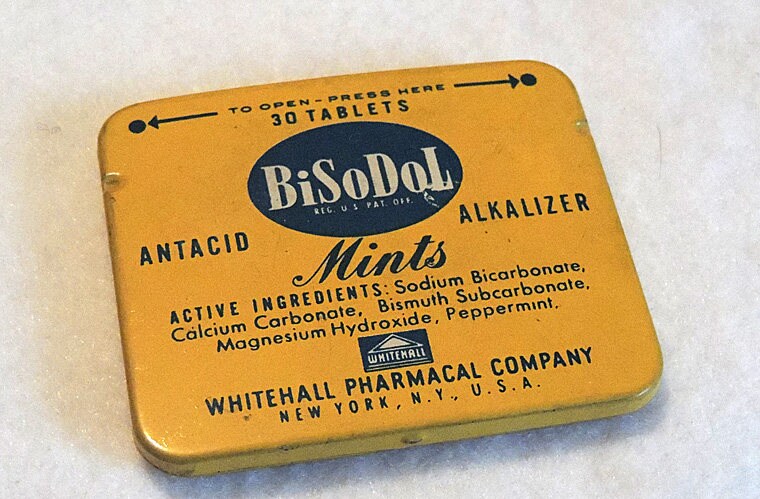 TO OPEN - PRESS HERE
30 TABLETS
BiSoDoL
REG. U.S. PAT. OFF.
ANTACID
ALKALIZER
Mints
ACTIVE INGREDIENTS: Sodium Bicarbonate,
Calcium Carbonate, Bismuth Subcarbonate,
Magnesium Hydroxide, Peppermint.
WHITEHALL
WHITEHALL PHARMACAL COMPANY
NEW YORK, N.Y., U.S.A.